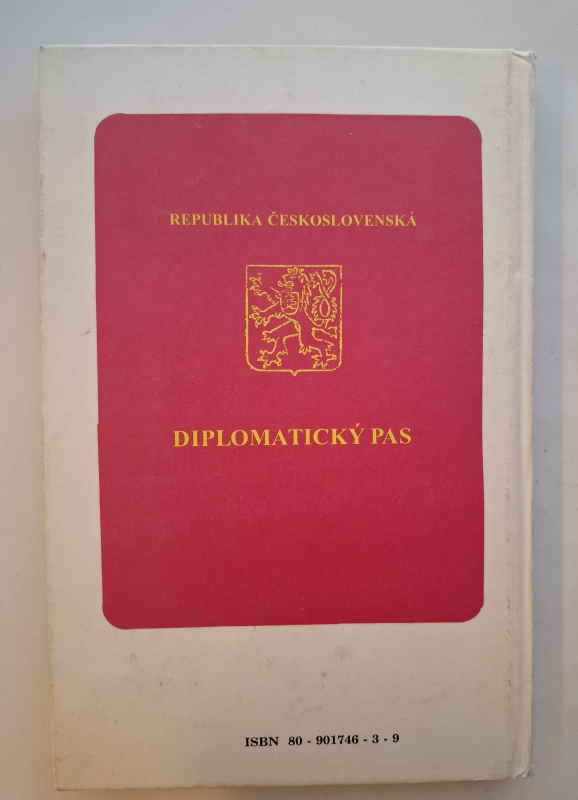 REPUBLIKA ČESKOSLOVENSKÁ
DIPLOMATICKÝ PAS
ISBN 80 - 901746 - 3 - 9